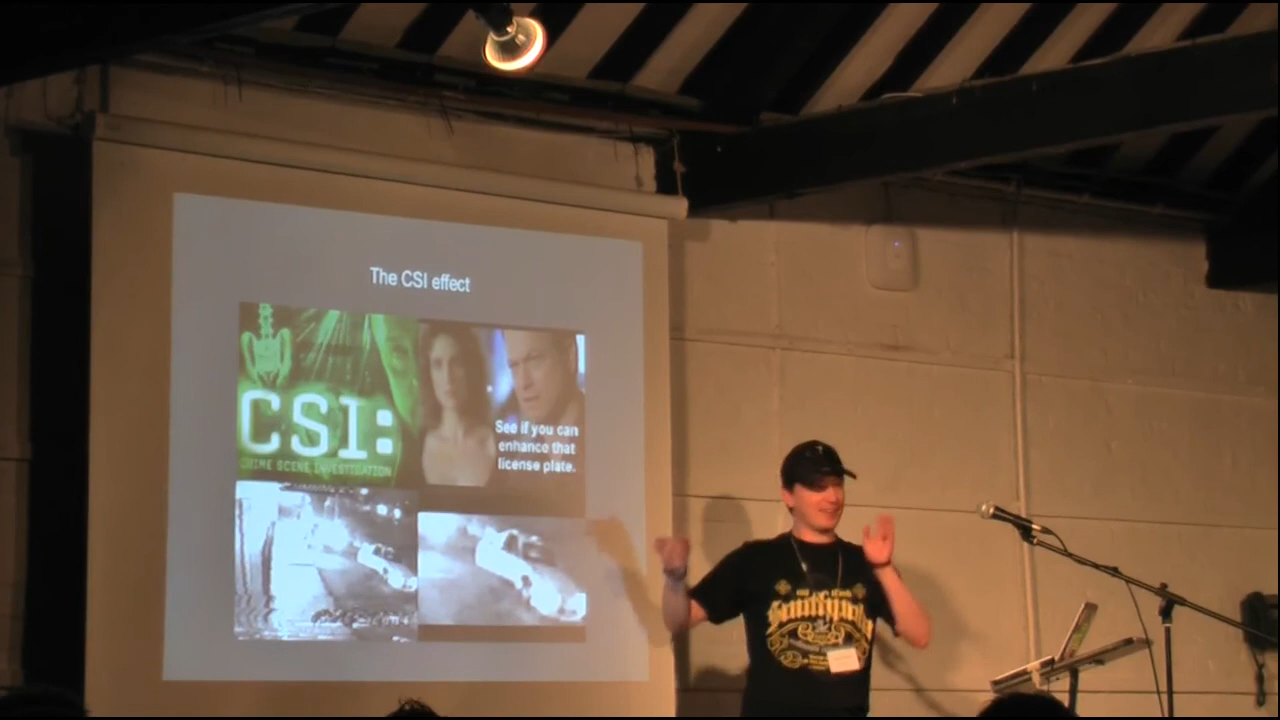 The CSI effect
CSI:
CRIME SCENE INVESTIGATION
See if you can
enhance that
license plate.